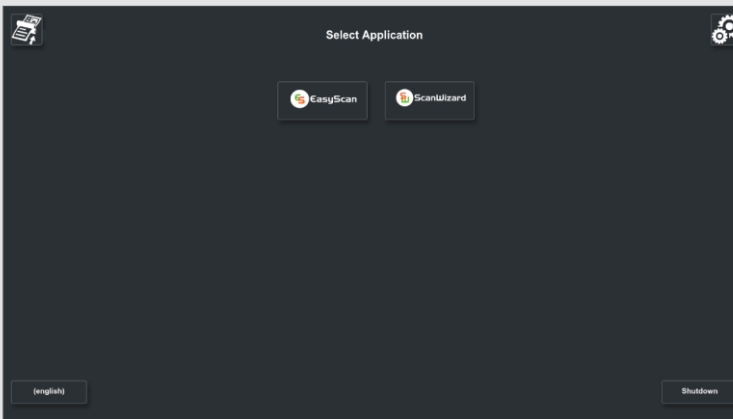 Select Application
EasyScan
ScanWizard
(english)
Shutdown